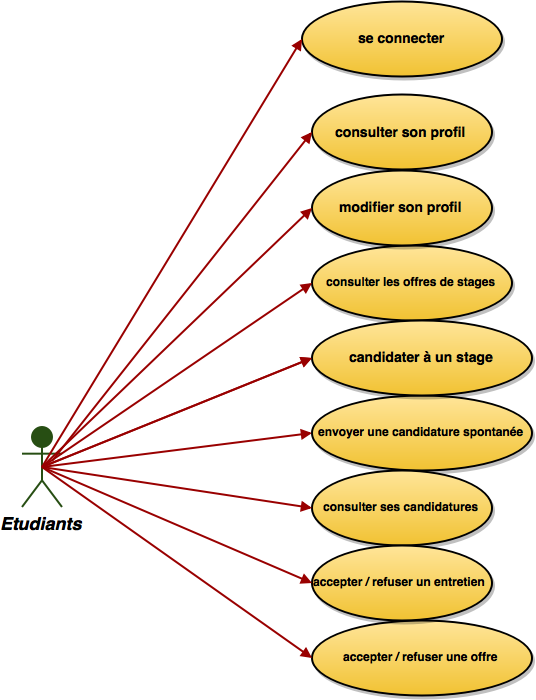 se connecter
consulter son profil
modifier son profil
consulter les offres de stages
candidater à un stage
envoyer une candidature spontanée
consulter ses candidatures
accepter / refuser un entretien
accepter / refuser une offre
Etudiants